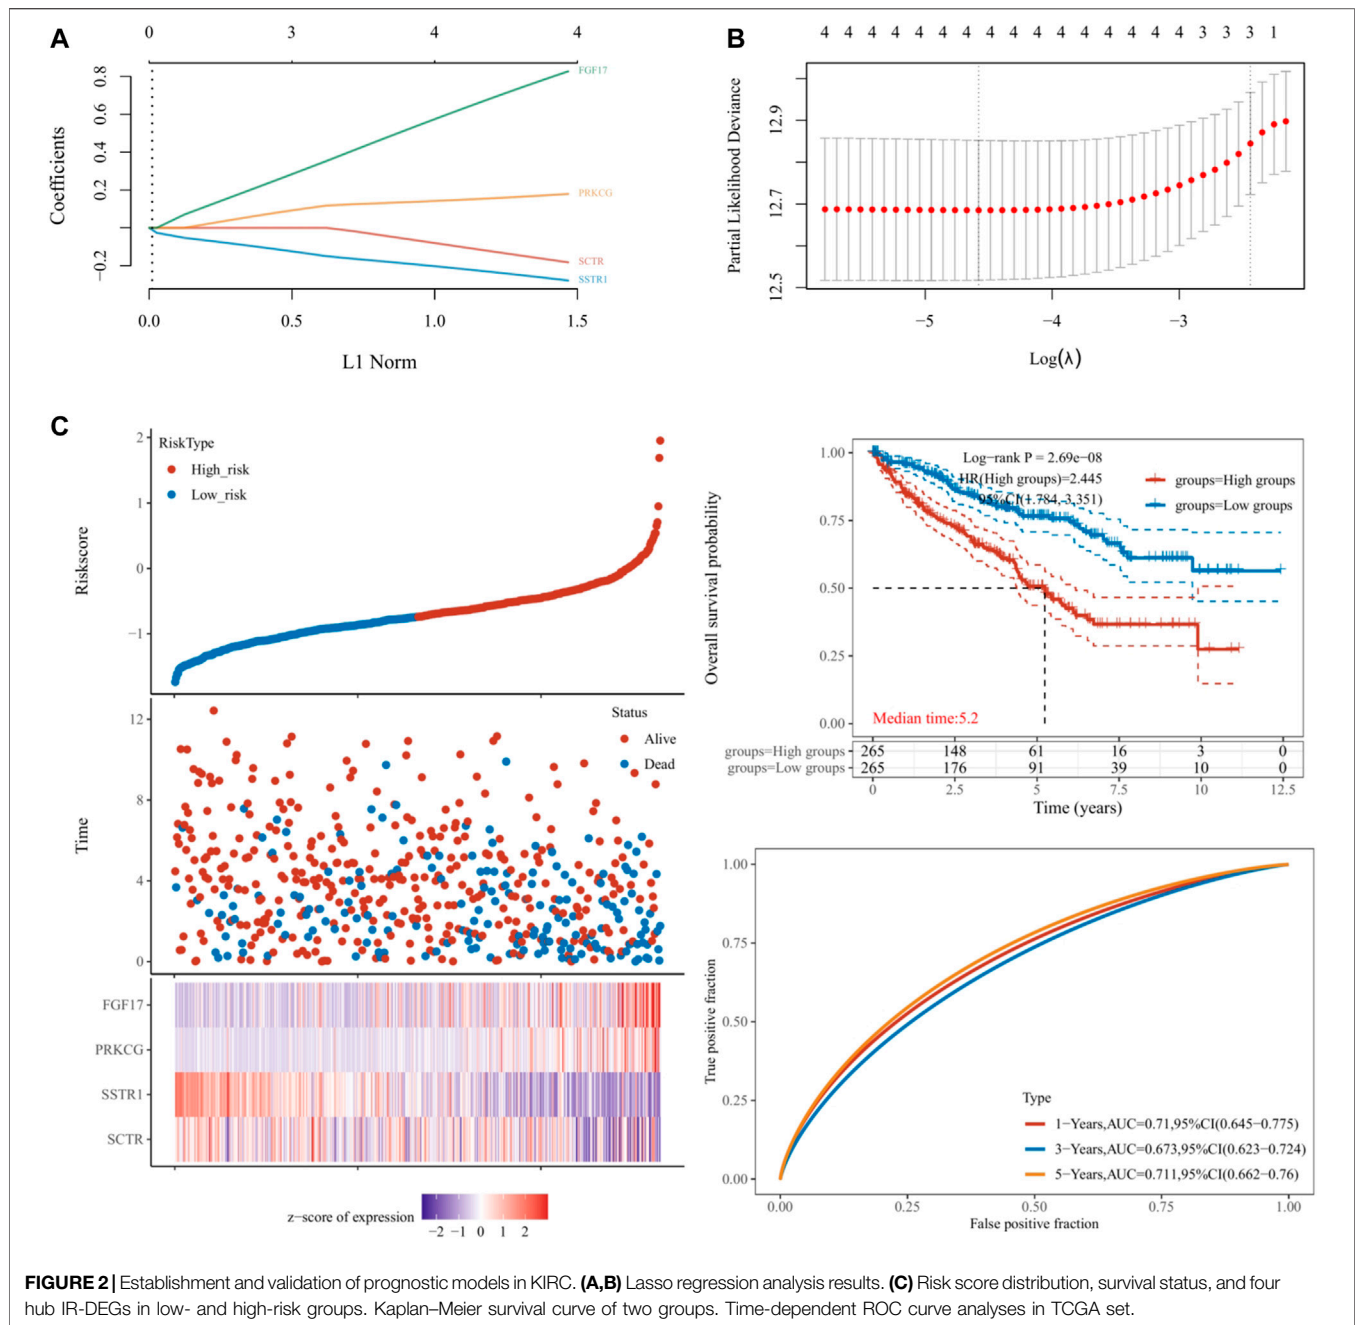 A
0 3 4 4
Coefficients
0.8
0.6
0.4
0.2
−0.2
FGF17
PRKCG
SCTR
SSTR1
0.0 0.5 1.0 1.5
L1 Norm
B
4 4 4 4 4 4 4 4 4 4 4 4 4 4 4 4 3 3 3 1
Partial Likelihood Deviance
12.9
12.7
12.5
−5 −4 −3
Log(λ)
C
Riskscore
2
1
0
−1
RiskType
High_risk
Low_risk
Time
12
8
4
0
Status
Alive
Dead
FGF17
PRKCG
SSTR1
SCTR
z−score of expression
−2 −1 0 1 2
Overall survival probability
1.00
0.75
0.50
0.25
0.00
Log−rank P = 2.69e−08
HR(High groups)=2.445
95%CI(1.784, 3.351)
groups=High groups
groups=Low groups
Median time:5.2
groups=High groups 265 148 61 16 3 0
groups=Low groups 265 176 91 39 10 0
0 2.5 5 7.5 10 12.5
Time (years)
True positive fraction
1.00
0.75
0.50
0.25
0.00
Type
1−Years,AUC=0.71,95%CI(0.645−0.775)
3−Years,AUC=0.673,95%CI(0.623−0.724)
5−Years,AUC=0.711,95%CI(0.662−0.76)
0.00 0.25 0.50 0.75 1.00
False positive fraction
FIGURE 2 | Establishment and validation of prognostic models in KIRC. (A,B) Lasso regression analysis results. (C) Risk score distribution, survival status, and four
hub IR-DEGs in low- and high-risk groups. Kaplan–Meier survival curve of two groups. Time-dependent ROC curve analyses in TCGA set.